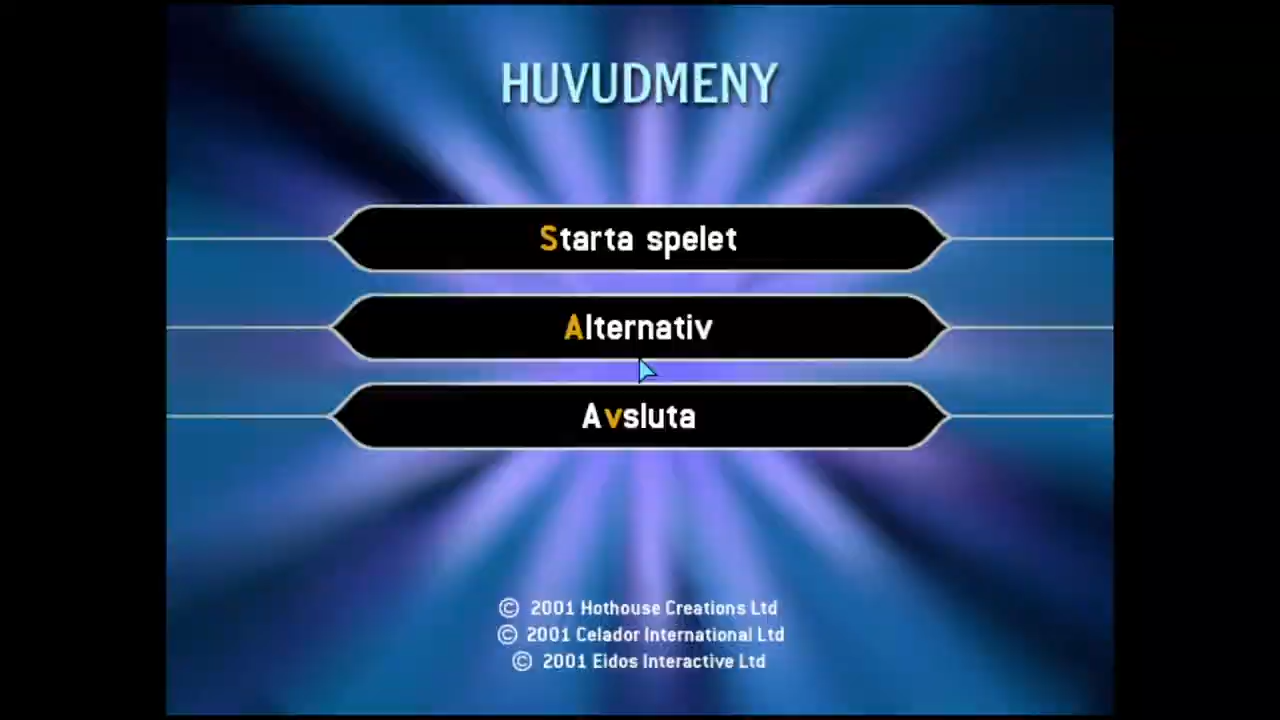 HUVUDMENY
Starta spelet
Alternativ
Avsluta
© 2001 Hothouse Creations Ltd
© 2001 Celador International Ltd
© 2001 Eidos Interactive Ltd